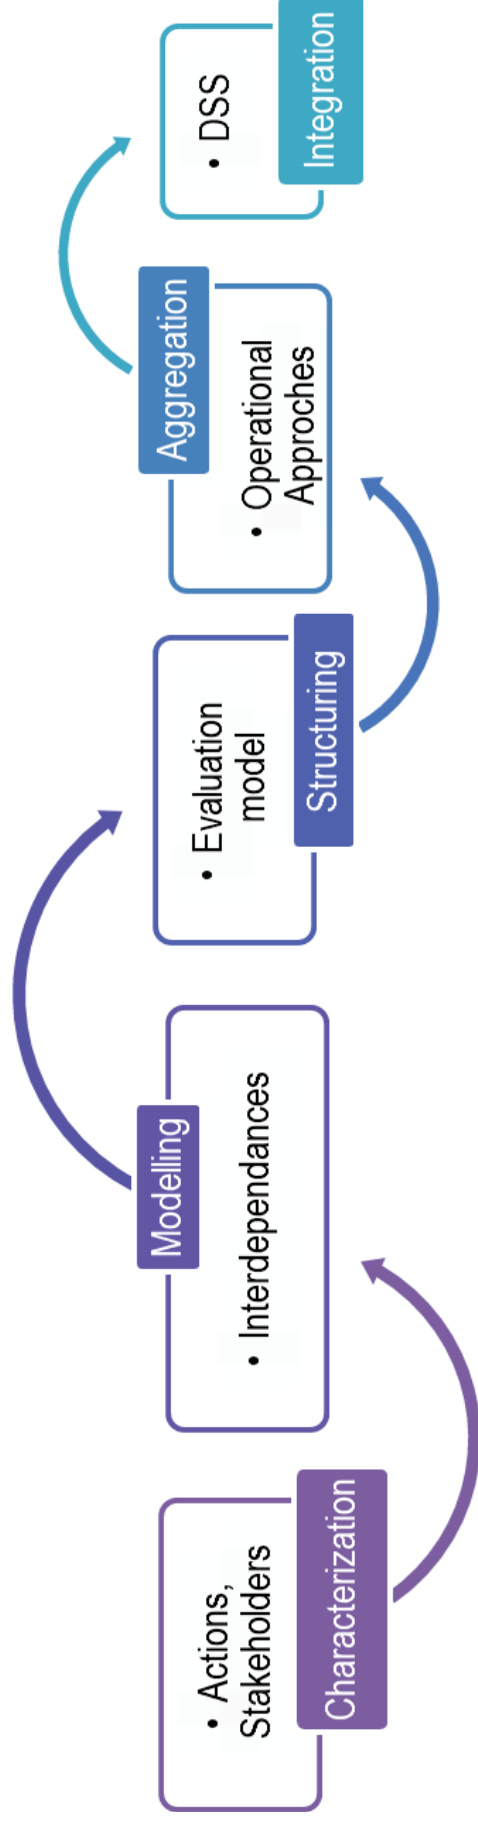 • Actions,
Stakeholders
Characterization
Modelling
• Interdependances
• Evaluation
model
Structuring
Aggregation
• Operational
Approches
• DSS
Integration